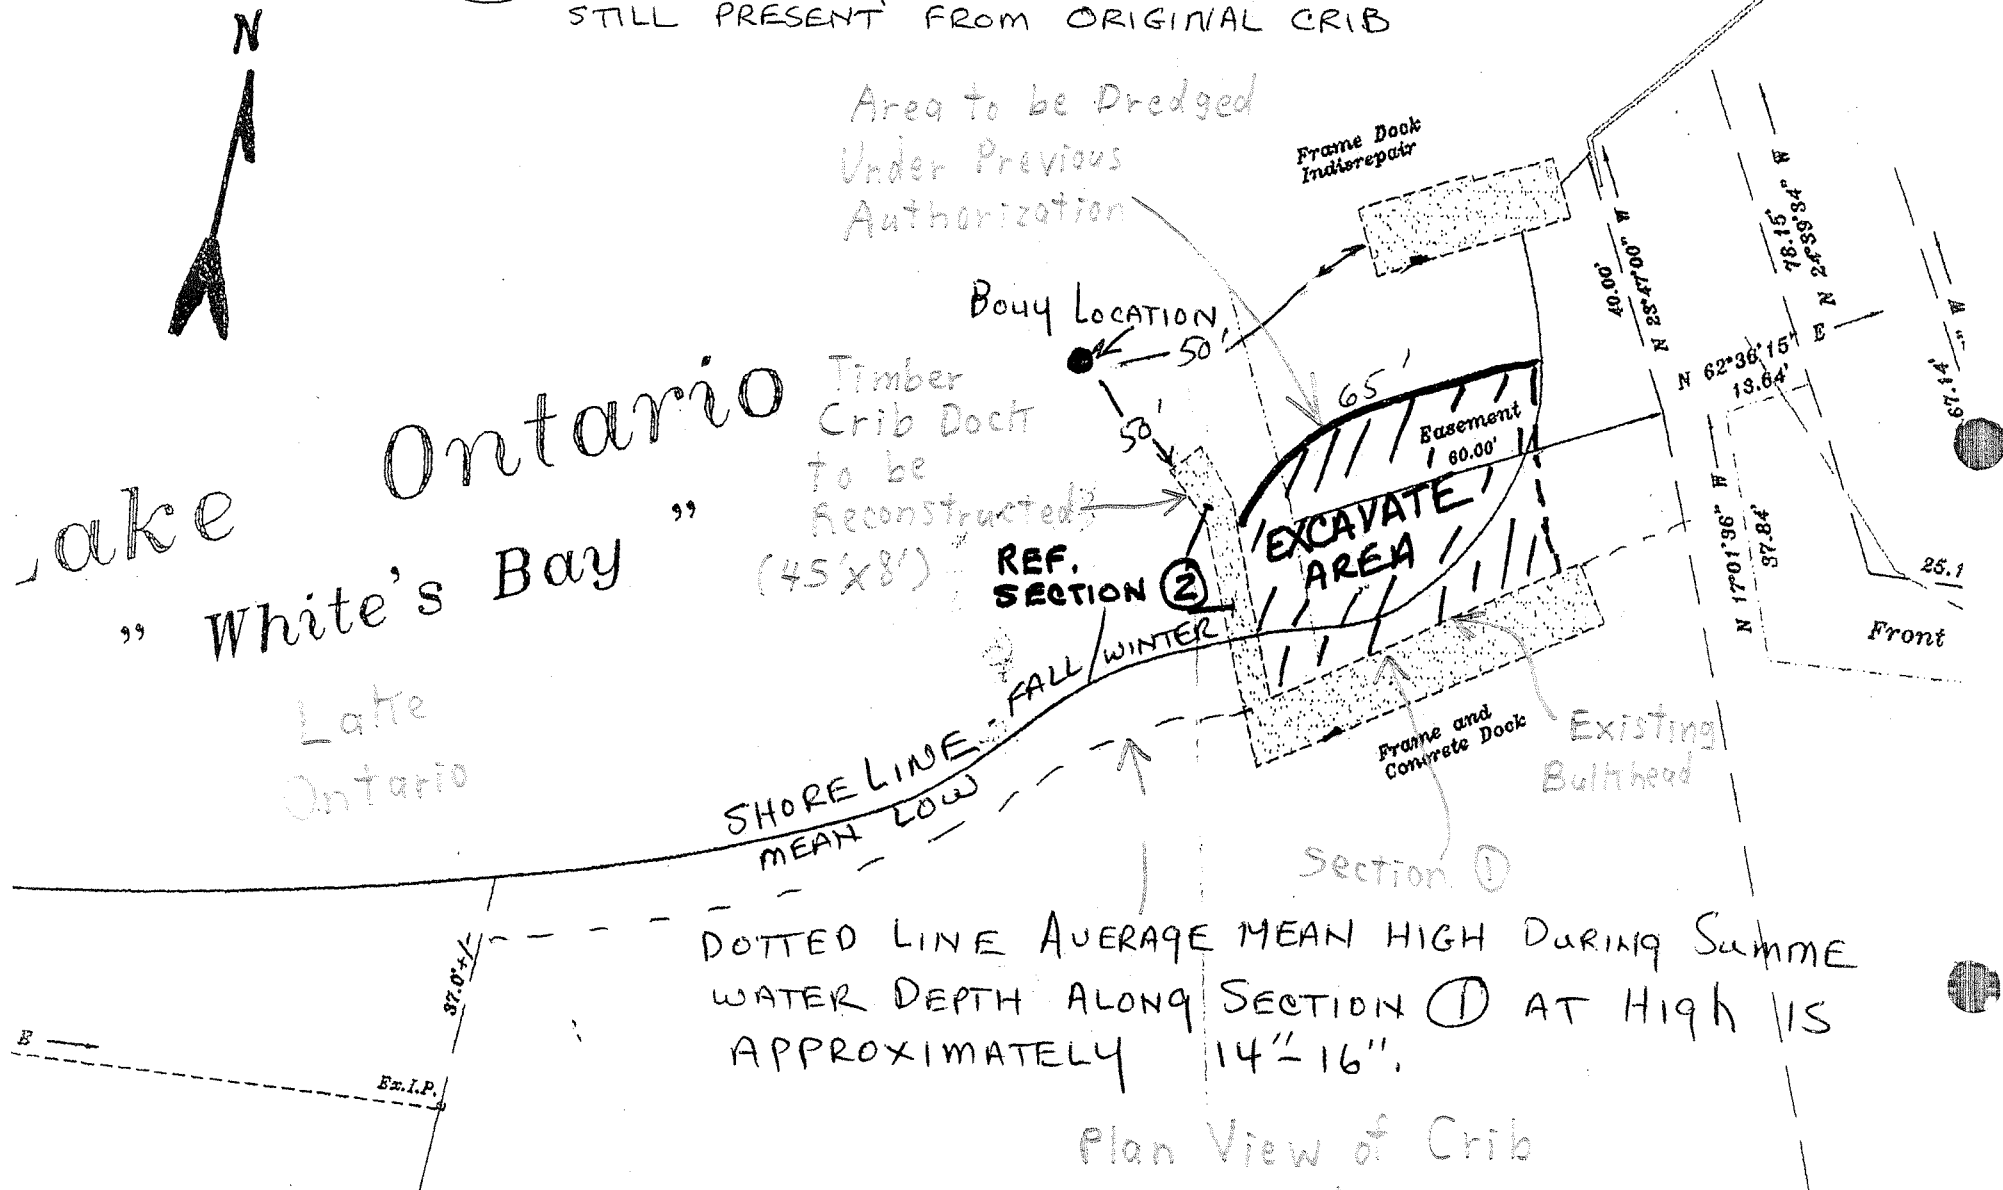 STILL PRESENT FROM ORIGINAL CRIB
N
Area to be Dredged
Under Previous
Authorization
Frame Dock
Indisrepair
Bouy LOCATION
50'
50'
65'
Easement
60.00'
EXCAVATE
AREA
Timber
Crib Dock
to be
Reconstructed
(45'x8')
REF.
SECTION ②
Lake Ontario
" White's Bay "
Lake
Ontario
SHORE LINE - FALL/WINTER
MEAN LOW
Frame and
Concrete Dock
Existing
Bulkhead
Section ①
N 23°47'00" W
40.00'
N 24°39'34" W
78.15'
N 62°36'15" E
13.64'
W "
67.14'
N 17°01'36" W
37.84'
25.1
Front
37.0'+/-
E
Ex.I.P.
DOTTED LINE AVERAGE MEAN HIGH DURING SUMME
WATER DEPTH ALONG SECTION ① AT HIGH IS
APPROXIMATELY 14"-16".
Plan View of Crib